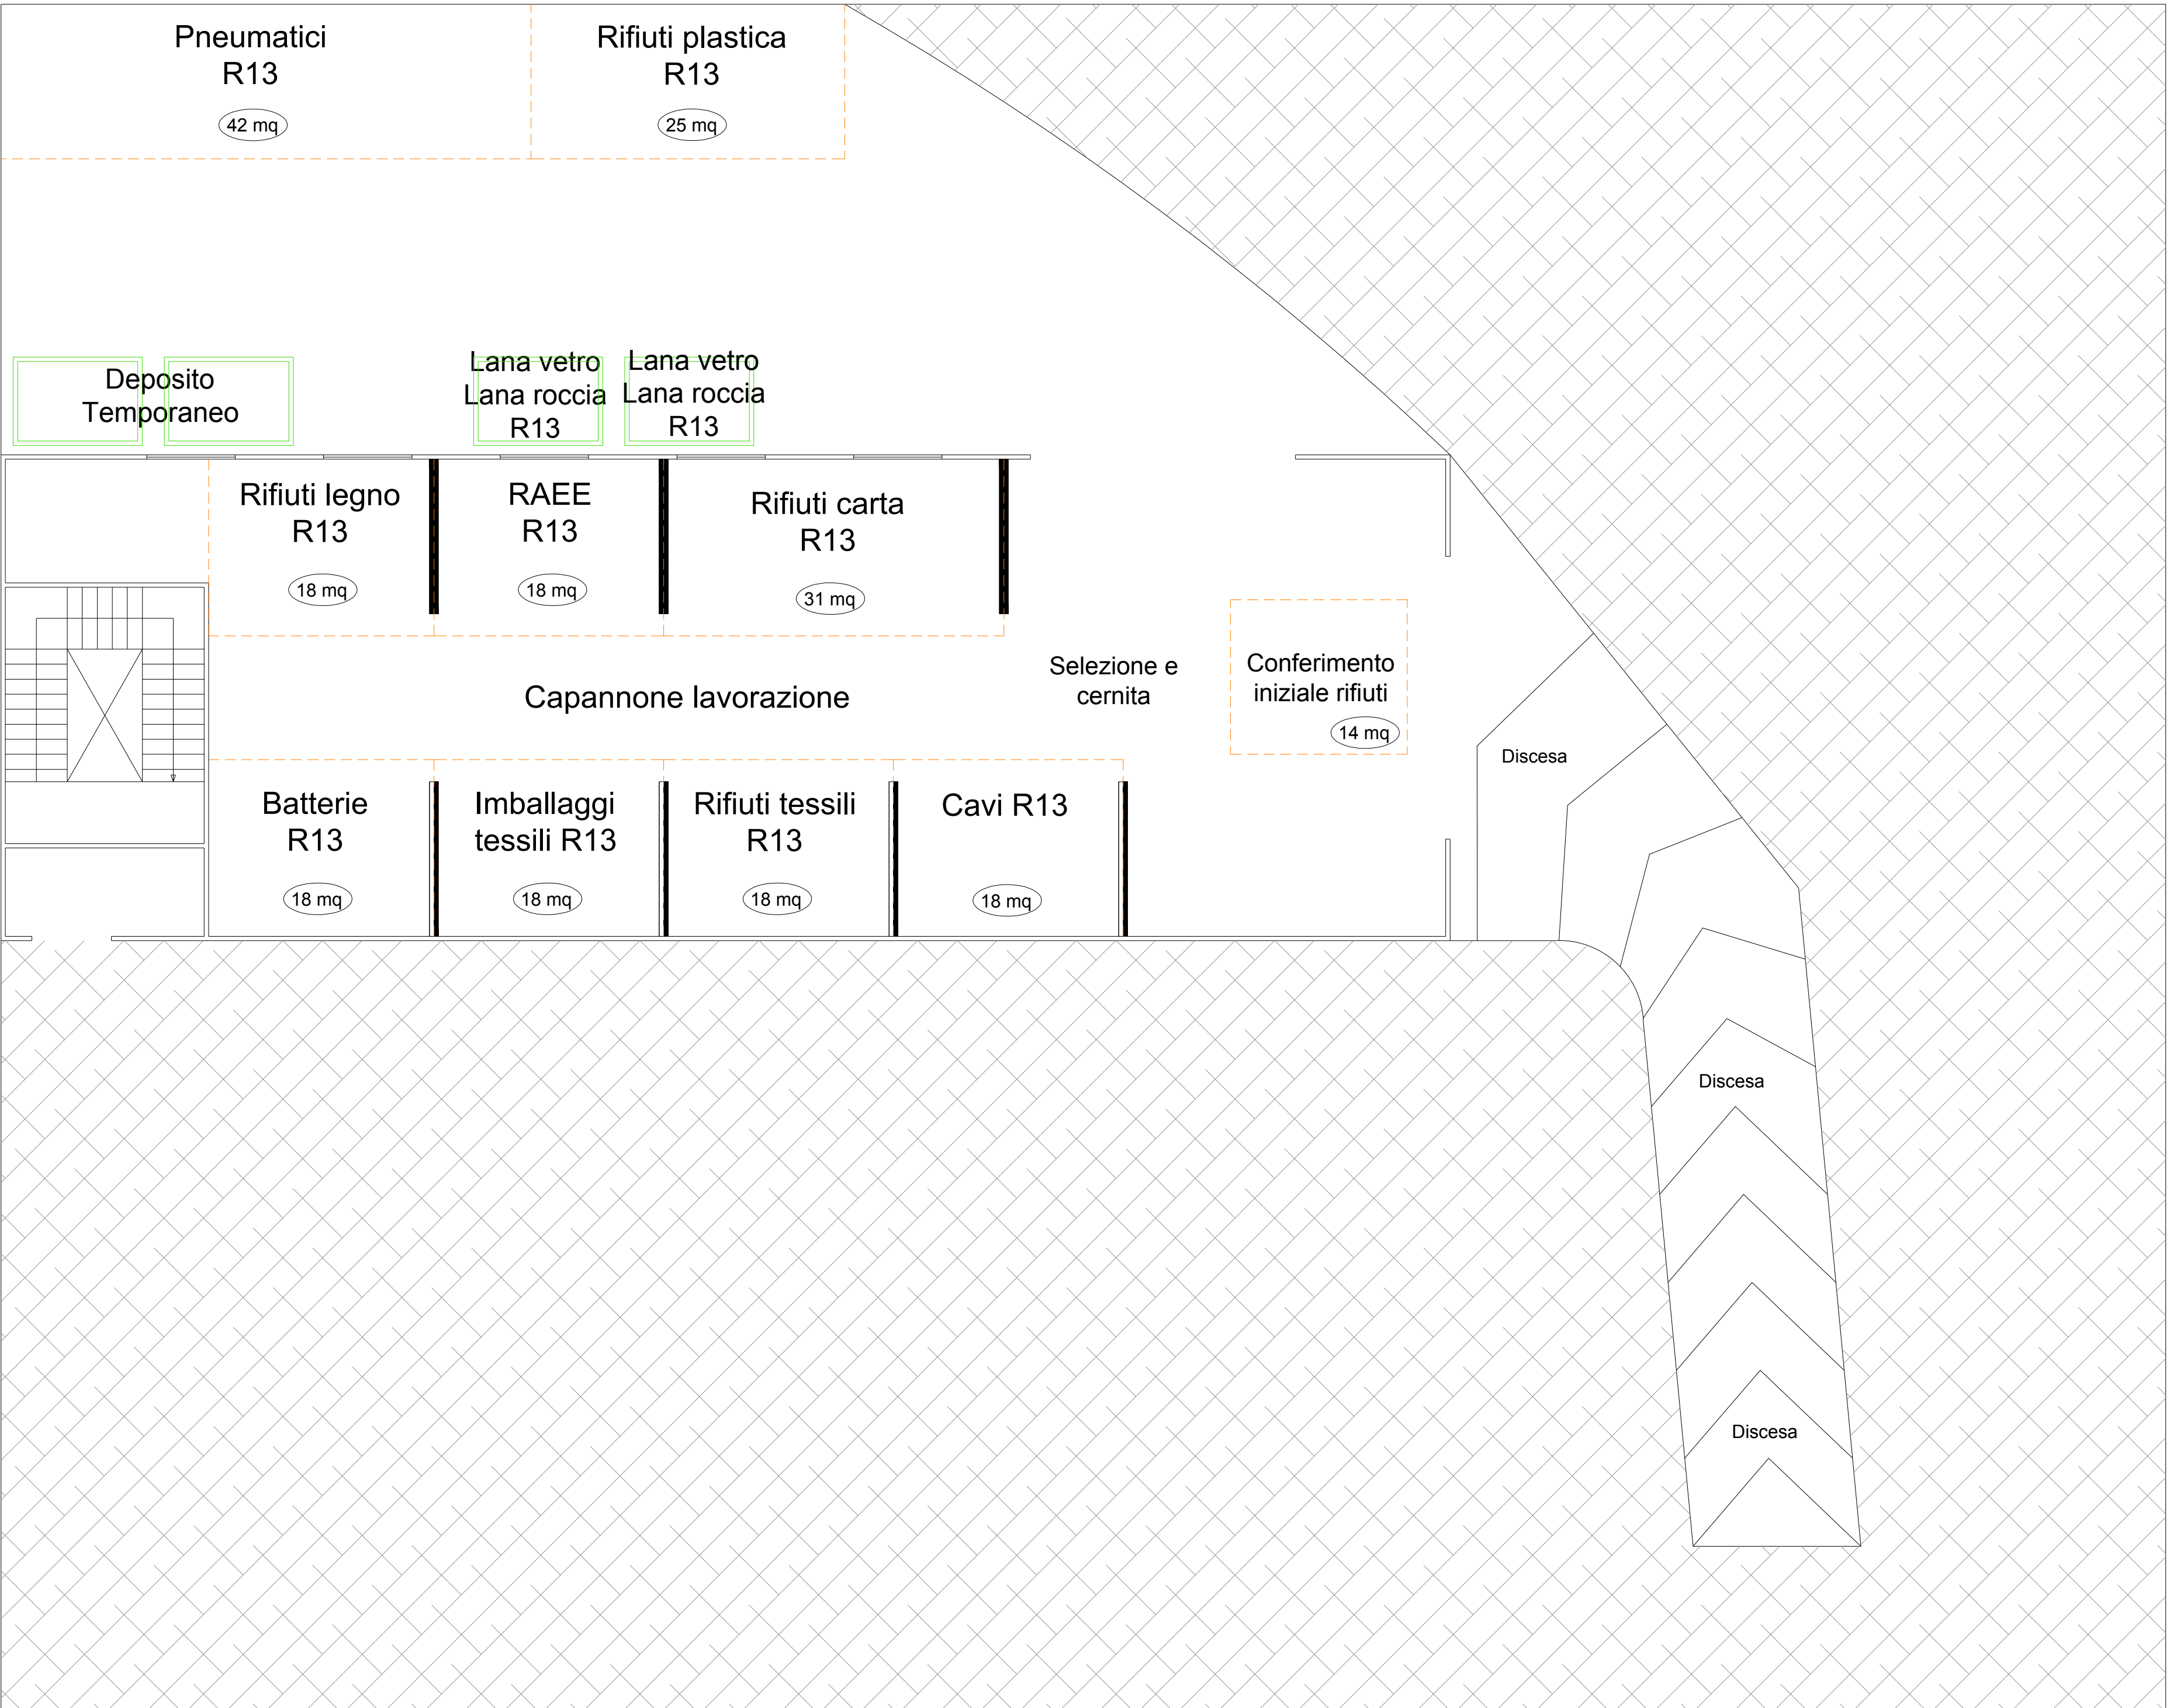 Pneumatici
R13
42 mq
Rifiuti plastica
R13
25 mq
Deposito
Temporaneo
Lana vetro
Lana roccia
R13
Lana vetro
Lana roccia
R13
Rifiuti legno
R13
18 mq
RAEE
R13
18 mq
Rifiuti carta
R13
31 mq
Capannone lavorazione
Selezione e
cernita
Conferimento
iniziale rifiuti
14 mq
Discesa
Batterie
R13
18 mq
Imballaggi
tessili R13
18 mq
Rifiuti tessili
R13
18 mq
Cavi R13
18 mq
Discesa
Discesa